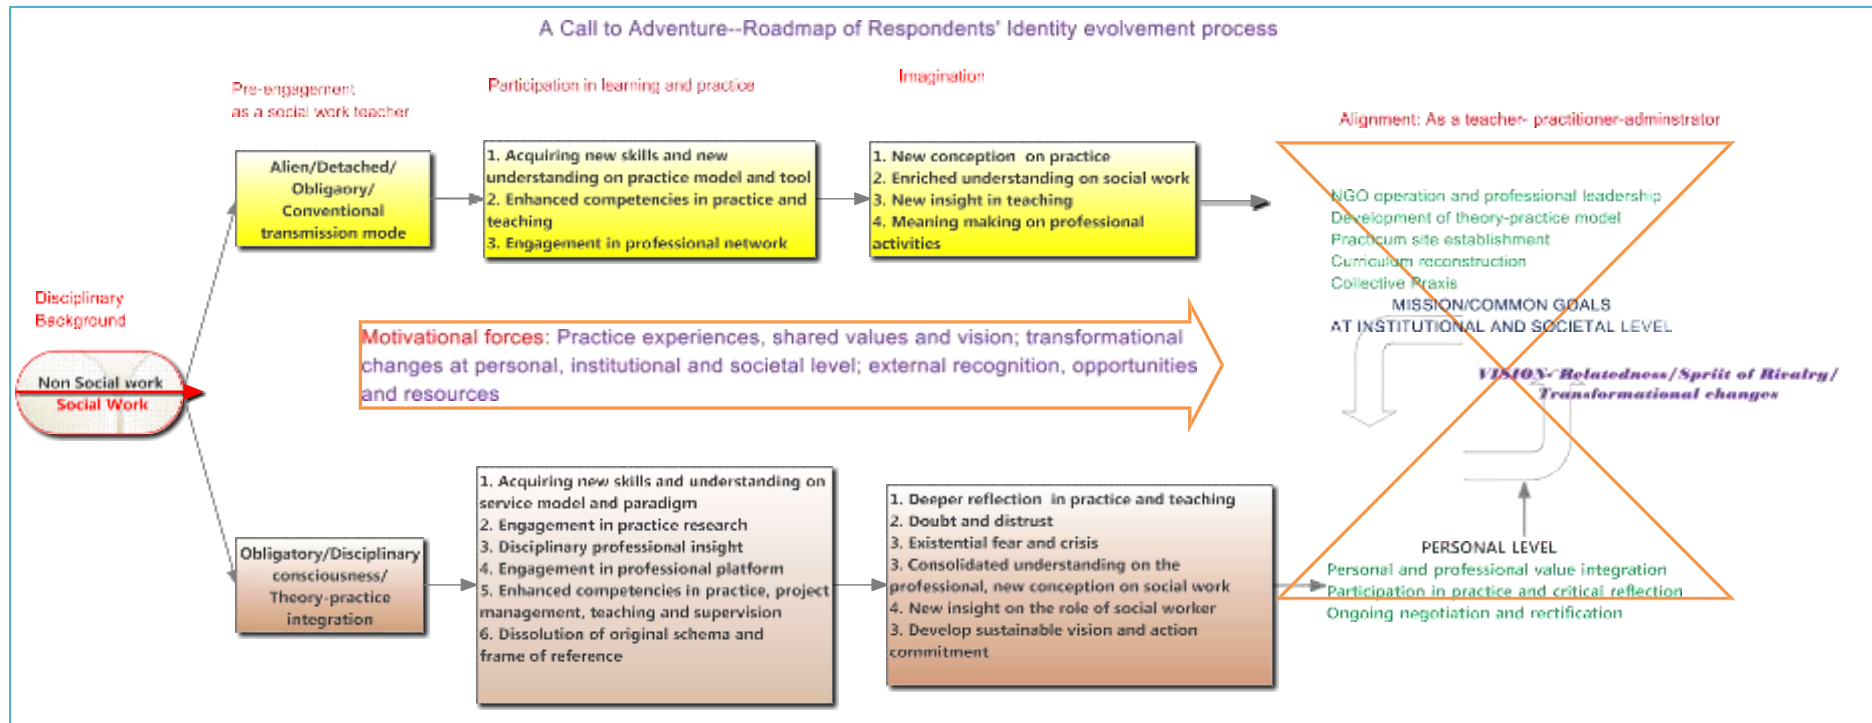 A Call to Adventure--Roadmap of Respondents' Identity evolvement process
Pre-engagement
as a social work teacher
Participation in learning and practice
Imagination
Alignment: As a teacher- practitioner-adminstrator
Alien/Detached/
Obligaory/
Conventional
transmission mode
1. Acquiring new skills and new
understanding on practice model and tool
2. Enhanced competencies in practice and
teaching
3. Engagement in professional network
1. New conception on practice
2. Enriched understanding on social work
3. New insight in teaching
4. Meaning making on professional
activities
NGO operation and professional leadership
Development of theory-practice model
Practicum site establishment
Curriculum reconstruction
Collective Praxis
MISSION/COMMON GOALS
AT INSTITUTIONAL AND SOCIETAL LEVEL
Disciplinary
Background
Non Social work
Social Work
Motivational forces: Practice experiences, shared values and vision; transformational
changes at personal, institutional and societal level; external recognition, opportunities
and resources
VISION- Relatedness/Spriit of Rivalry/
Transformational changes
Obligatory/Disciplinary
consciousness/
Theory-practice
integration
1. Acquiring new skills and understanding on
service model and paradigm
2. Engagement in practice research
3. Disciplinary professional insight
4. Engagement in professional platform
5. Enhanced competencies in practice, project
management, teaching and supervision
6. Dissolution of original schema and
frame of reference
1. Deeper reflection in practice and teaching
2. Doubt and distrust
3. Existential fear and crisis
3. Consolidated understanding on the
professional, new conception on social work
4. New insight on the role of social worker
3. Develop sustainable vision and action
commitment
PERSONAL LEVEL
Personal and professional value integration
Participation in practice and critical reflection
Ongoing negotiation and rectification